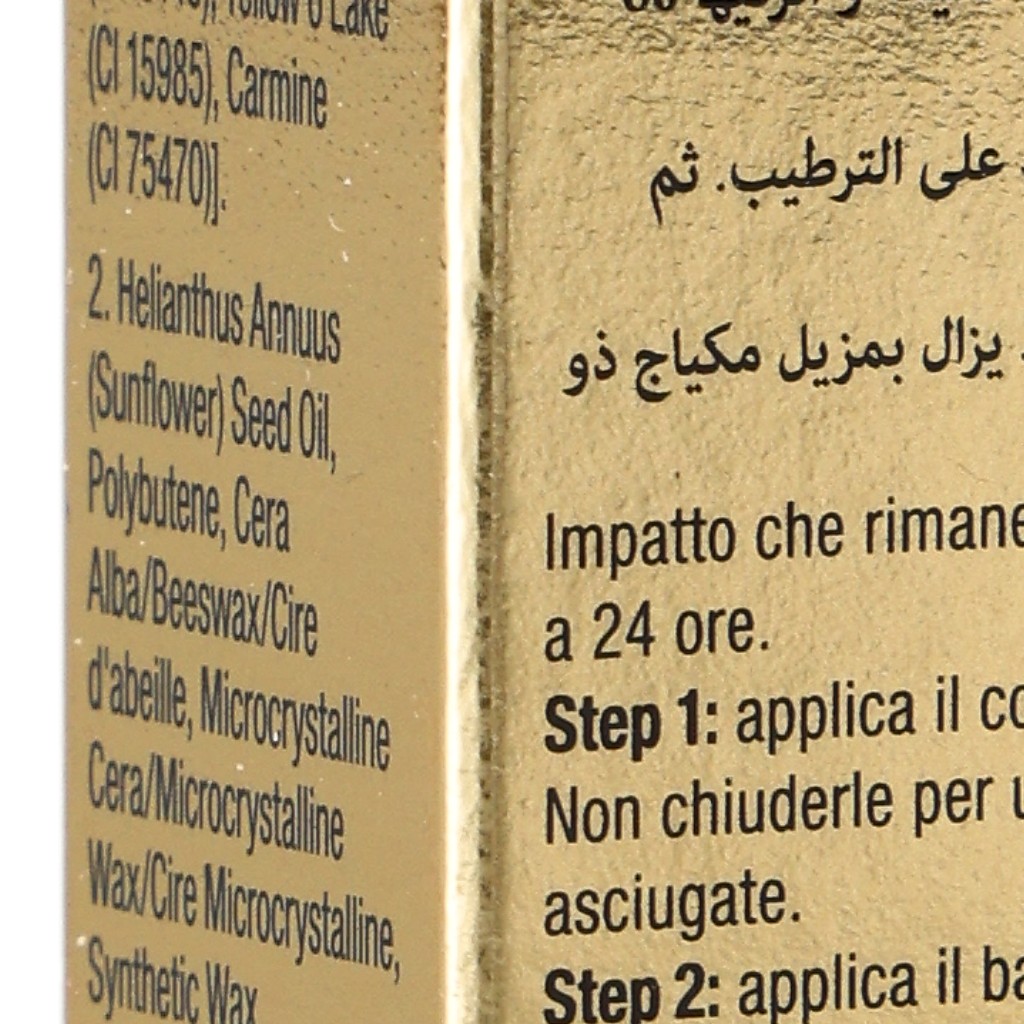 Lake
(CI 15985), Carmine
(CI 75470)].
2. Helianthus Annuus
(Sunflower) Seed Oil,
Polybutene, Cera
Alba/Beeswax/Cire
d'abeille, Microcrystalline
Cera/Microcrystalline
Wax/Cire Microcrystalline,
Synthetic Wax
على الترطيب. ثم
يزال بمزيل مكياج ذو
Impatto che rimane
a 24 ore.
Step 1: applica il
Non chiuderle per
asciugate.
Step 2: applica il